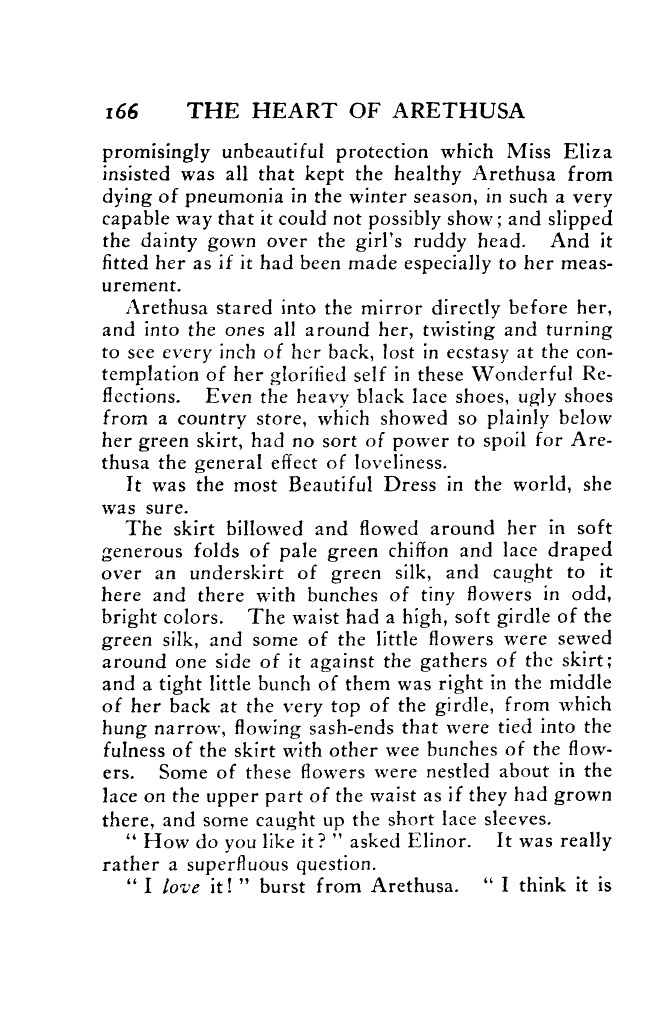 166 THE HEART OF ARETHUSA
promisingly unbeautiful protection which Miss Eliza
insisted was all that kept the healthy Arethusa from
dying of pneumonia in the winter season, in such a very
capable way that it could not possibly show; and slipped
the dainty gown over the girl's ruddy head. And it
fitted her as if it had been made especially to her meas-
urement.
Arethusa stared into the mirror directly before her,
and into the ones all around her, twisting and turning
to see every inch of her back, lost in ecstasy at the con-
templation of her glorified self in these Wonderful Re-
flections. Even the heavy black lace shoes, ugly shoes
from a country store, which showed so plainly below
her green skirt, had no sort of power to spoil for Are-
thusa the general effect of loveliness.
It was the most Beautiful Dress in the world, she
was sure.
The skirt billowed and flowed around her in soft
generous folds of pale green chiffon and lace draped
over an underskirt of green silk, and caught to it
here and there with bunches of tiny flowers in odd,
bright colors. The waist had a high, soft girdle of the
green silk, and some of the little flowers were sewed
around one side of it against the gathers of the skirt;
and a tight little bunch of them was right in the middle
of her back at the very top of the girdle, from which
hung narrow, flowing sash-ends that were tied into the
fulness of the skirt with other wee bunches of the flow-
ers. Some of these flowers were nestled about in the
lace on the upper part of the waist as if they had grown
there, and some caught up the short lace sleeves.
" How do you like it? " asked Elinor. It was really
rather a superfluous question.
" I love it! " burst from Arethusa. " I think it is